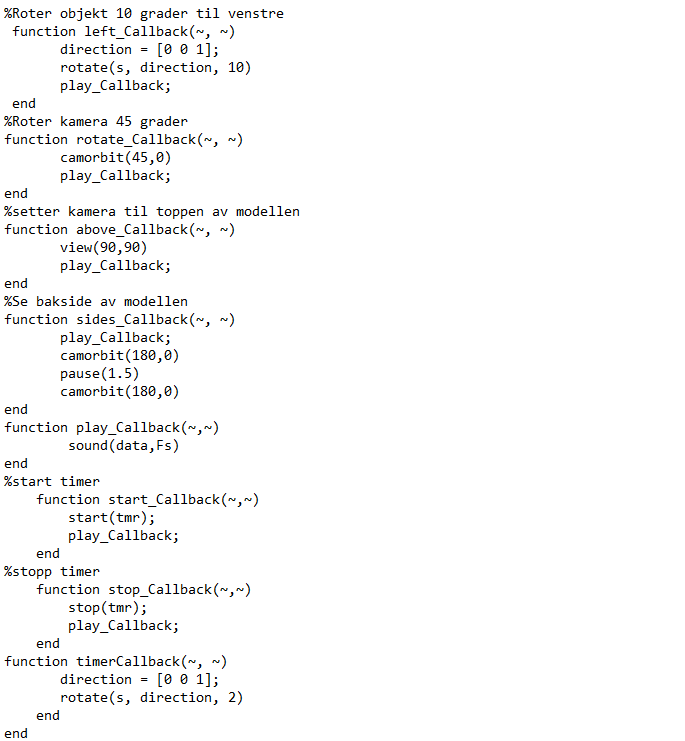 %Roter objekt 10 grader til venstre
 function left_Callback(~, ~)
       direction = [0 0 1];
       rotate(s, direction, 10)
       play_Callback;
 end
%Roter kamera 45 grader
function rotate_Callback(~, ~)
       camorbit(45,0)
       play_Callback;
end
%setter kamera til toppen av modellen
function above_Callback(~, ~)
       view(90,90)
       play_Callback;
end
%Se bakside av modellen
function sides_Callback(~, ~)
       play_Callback;
       camorbit(180,0)
       pause(1.5)
       camorbit(180,0)
end
function play_Callback(~,~)
        sound(data,Fs)
end
%start timer
    function start_Callback(~,~)
        start(tmr);
        play_Callback;
    end
%stopp timer
    function stop_Callback(~,~)
        stop(tmr);
        play_Callback;
    end
function timerCallback(~, ~)
       direction = [0 0 1];
       rotate(s, direction, 2)
    end
end